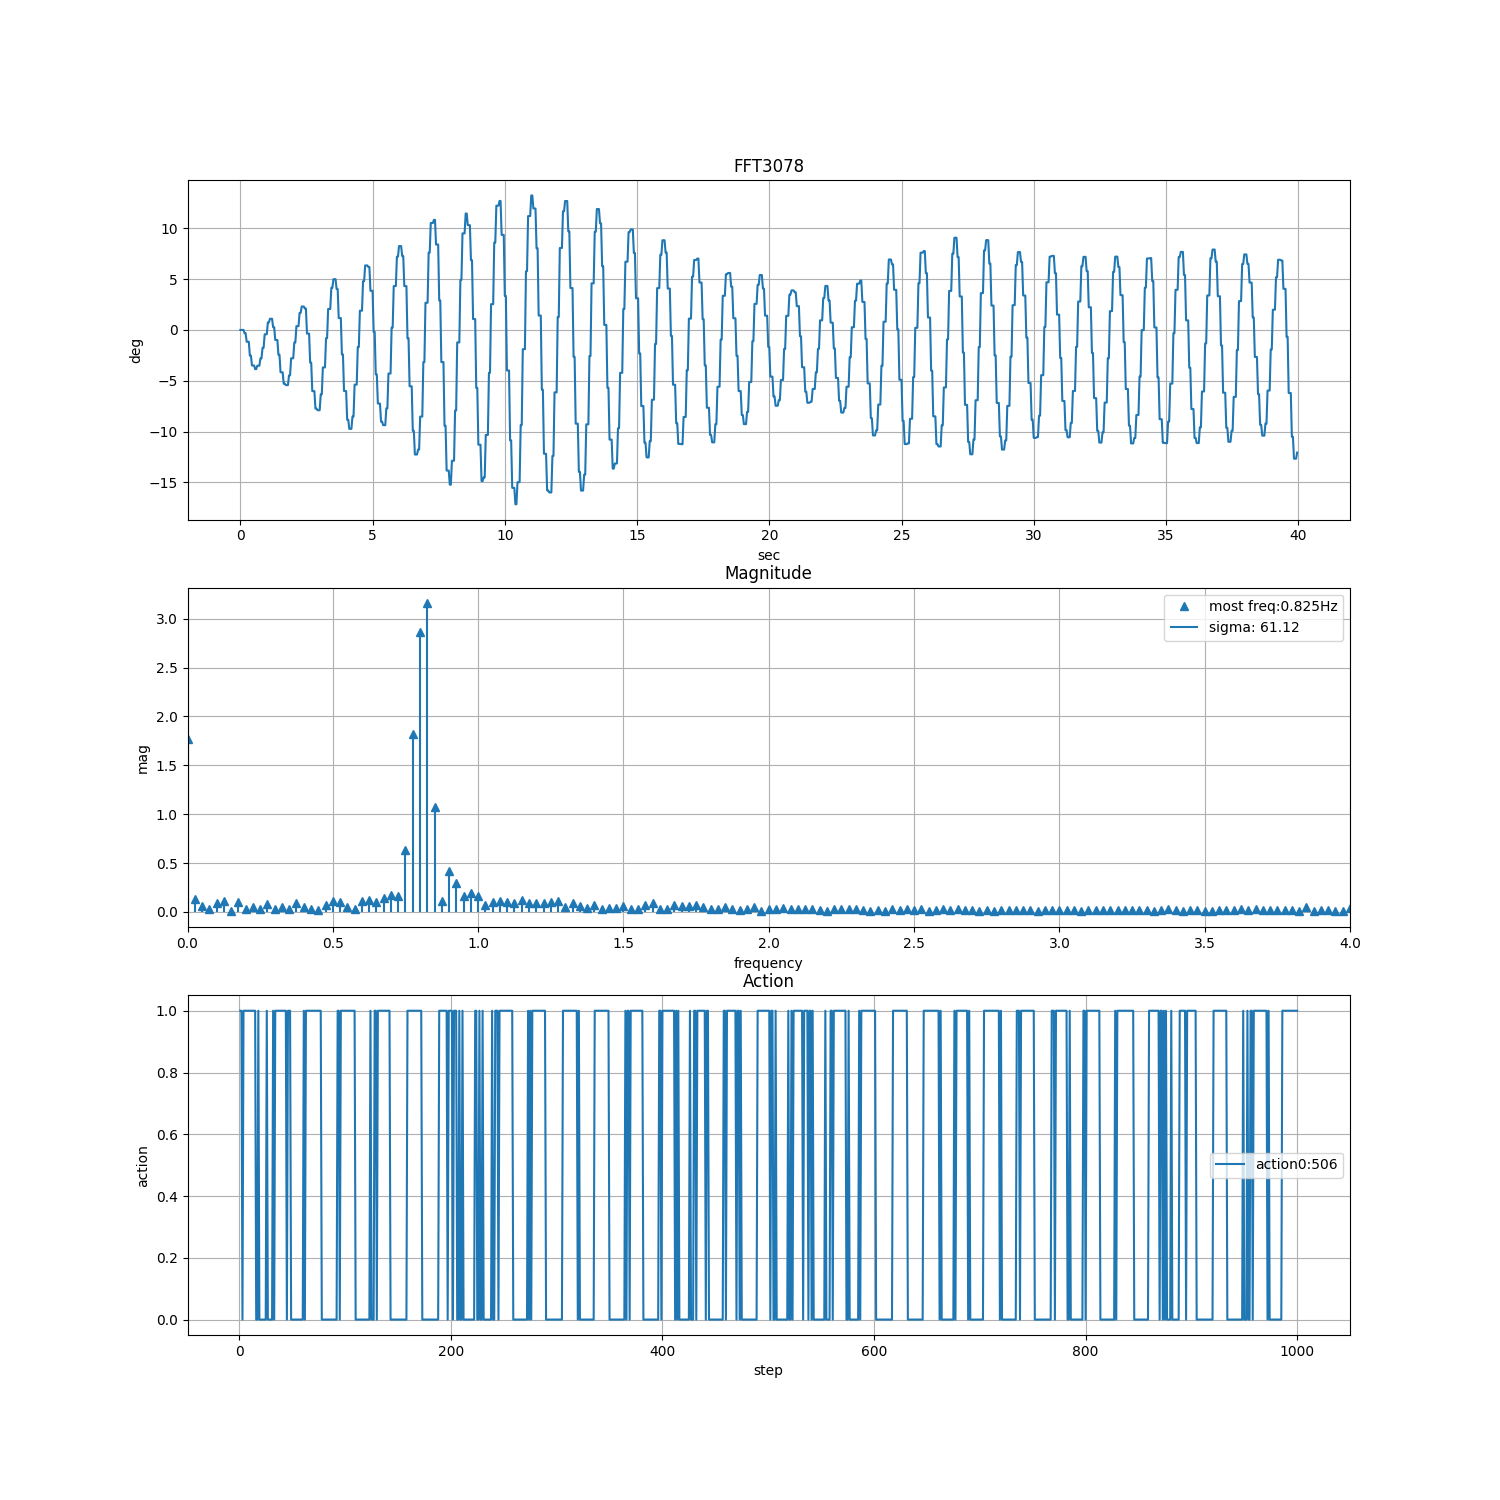 FFT3078
10
5
0
−5
−10
−15
deg
0 5 10 15 20 25 30 35 40
sec
Magnitude
3.0
2.5
2.0
1.5
1.0
0.5
0.0
mag
most freq:0.825Hz
sigma: 61.12
0.0 0.5 1.0 1.5 2.0 2.5 3.0 3.5 4.0
frequency
Action
1.0
0.8
0.6
0.4
0.2
0.0
action
action0:506
0 200 400 600 800 1000
step